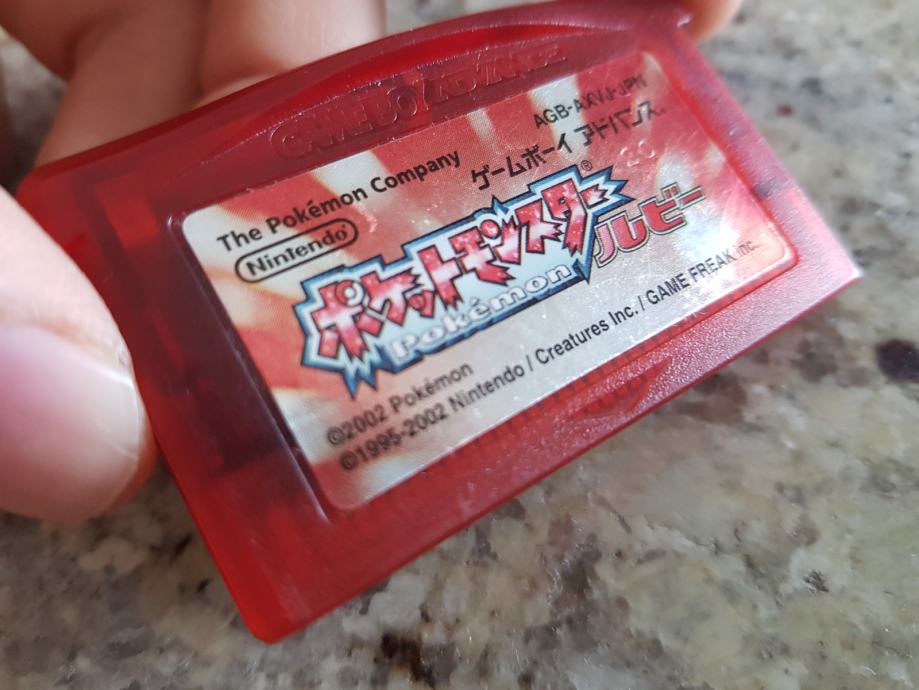 GAME BOY ADVANCE
AGB-AXVJ-JPN
The Pokémon Company
ゲームボーイ アドバンス
Nintendo
20
ポケットモンスター®
ルビー
Pokémon
©2002 Pokémon
©1995-2002 Nintendo / Creatures Inc. / GAME FREAK inc.